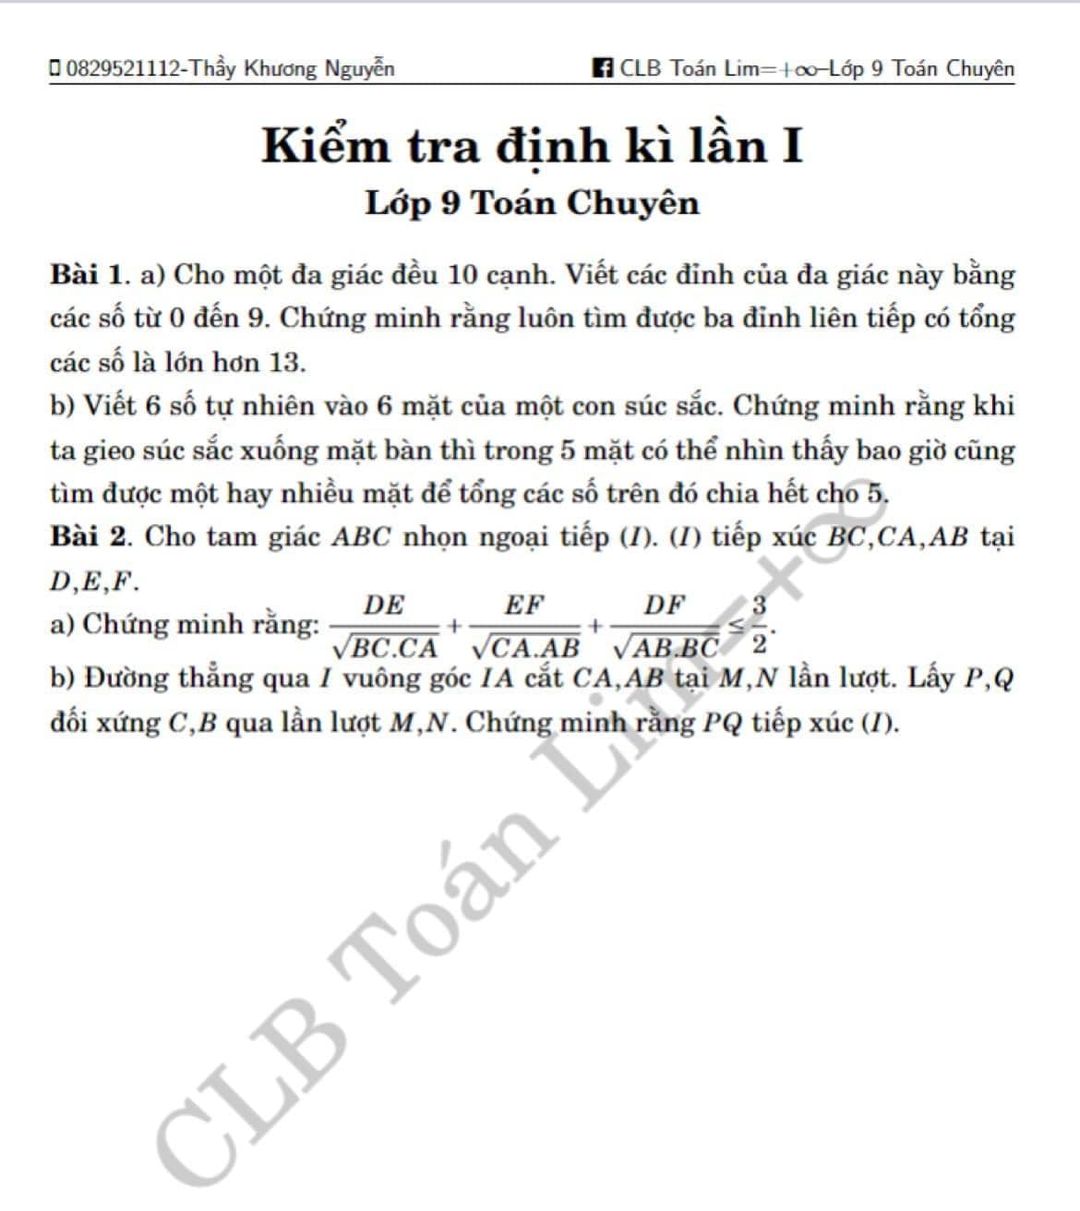 0829521112-Thầy Khương Nguyễn CLB Toán Lim=+∞–Lớp 9 Toán Chuyên
Kiểm tra định kì lần I
Lớp 9 Toán Chuyên
Bài 1. a) Cho một đa giác đều 10 cạnh. Viết các đỉnh của đa giác này bằng
các số từ 0 đến 9. Chứng minh rằng luôn tìm được ba đỉnh liên tiếp có tổng
các số là lớn hơn 13.
b) Viết 6 số tự nhiên vào 6 mặt của một con súc sắc. Chứng minh rằng khi
ta gieo súc sắc xuống mặt bàn thì trong 5 mặt có thể nhìn thấy bao giờ cũng
tìm được một hay nhiều mặt để tổng các số trên đó chia hết cho 5.
Bài 2. Cho tam giác ABC nhọn ngoại tiếp (I). (I) tiếp xúc BC,CA,AB tại
D,E,F.
a) Chứng minh rằng: DE/√BC.CA + EF/√CA.AB + DF/√AB.BC ≤ 3/2.
b) Đường thẳng qua I vuông góc IA cắt CA,AB tại M,N lần lượt. Lấy P,Q
đối xứng C,B qua lần lượt M,N. Chứng minh rằng PQ tiếp xúc (I).
CLB Toán Lim=+∞